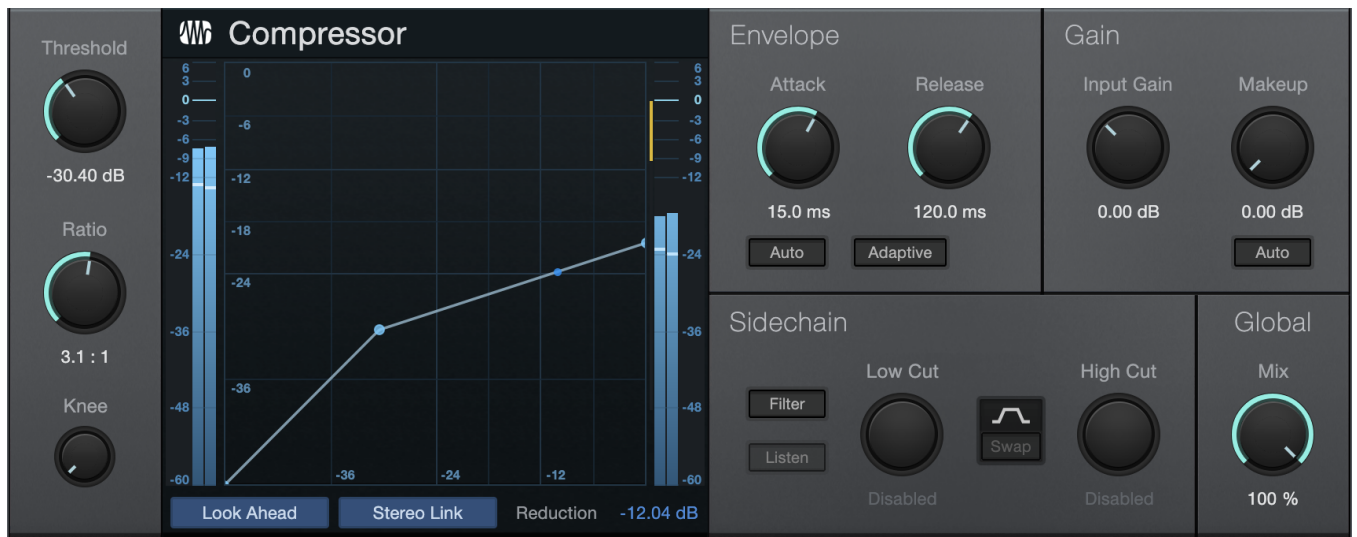 Threshold
-30.40 dB
Ratio
3.1 : 1
Knee
Compressor
6
3
0
-3
-6
-9
-12
-24
-36
-48
-60
0
-6
-12
-18
-24
-36
-36
-24
-12
6
3
0
-3
-6
-9
-12
-24
-36
-48
-60
Look Ahead
Stereo Link
Reduction
-12.04 dB
Envelope
Attack
Release
15.0 ms
120.0 ms
Auto
Adaptive
Gain
Input Gain
Makeup
0.00 dB
0.00 dB
Auto
Sidechain
Filter
Listen
Low Cut
Disabled
Swap
High Cut
Disabled
Global
Mix
100 %